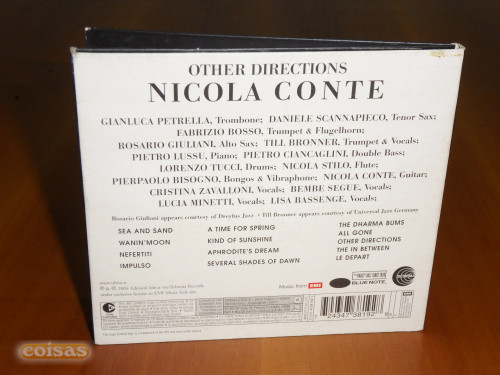 OTHER DIRECTIONS
NICOLA CONTE
GIANLUCA PETRELLA, Trombone; DANIELE SCANNAPIECO, Tenor Sax;
FABRIZIO BOSSO, Trumpet & Flugelhorn;
ROSARIO GIULIANI, Alto Sax; TILL BRONNER, Trumpet & Vocals;
PIETRO LUSSU, Piano; PIETRO CIANCAGLINI, Double Bass;
LORENZO TUCCI, Drums; NICOLA STILO, Flute;
PIERPAOLO BISOGNO, Bongos & Vibraphone; NICOLA CONTE, Guitar;
CRISTINA ZAVALLONI, Vocals; BEMBE SEGUE, Vocals;
LUCIA MINETTI, Vocals; LISA BASSENGE, Vocals;
Rosario Giuliani appears courtesy of Dreyfus Jazz • Till Bronner appears courtesy of Universal Jazz Germany
SEA AND SAND
WANIN' MOON
NEFERTITI
IMPULSO
A TIME FOR SPRING
KIND OF SUNSHINE
APHRODITE'S DREAM
SEVERAL SHADES OF DAWN
THE DHARMA BUMS
ALL GONE
OTHER DIRECTIONS
THE IN BETWEEN
LE DEPART
Music from EMI
BLUE NOTE
24347 38192
coisas